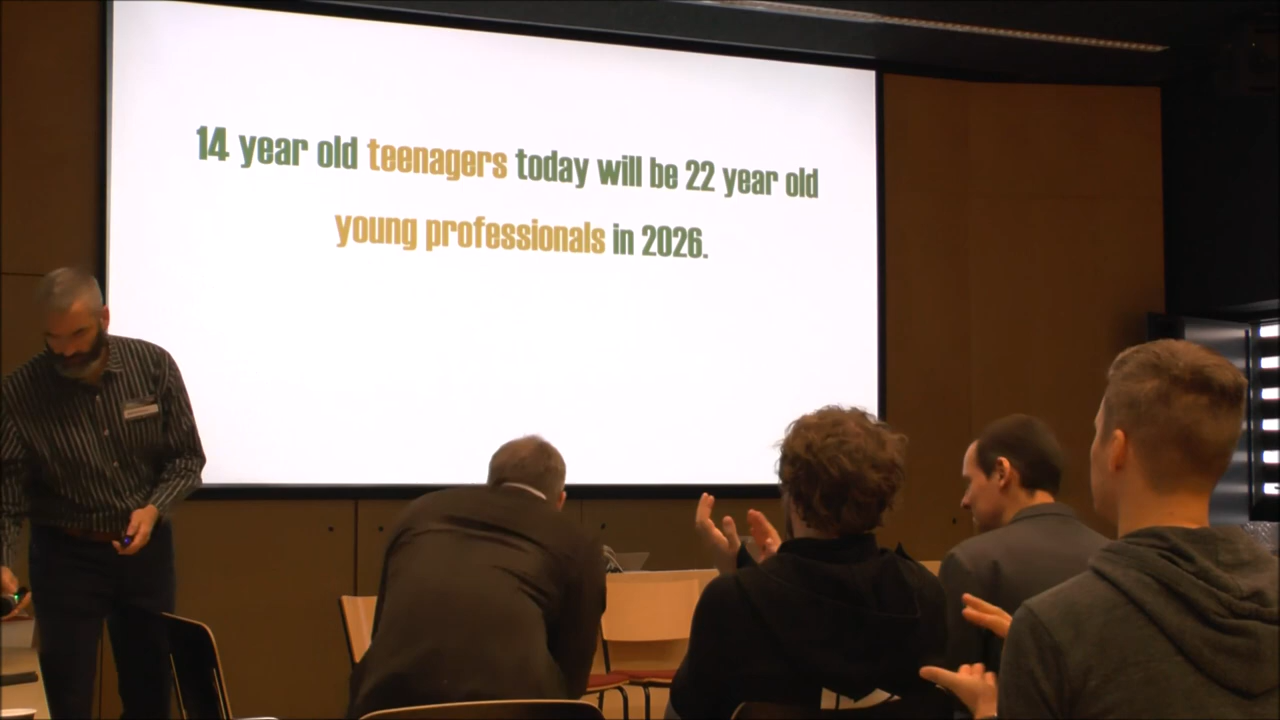 14 year old teenagers today will be 22 year old
young professionals in 2026.